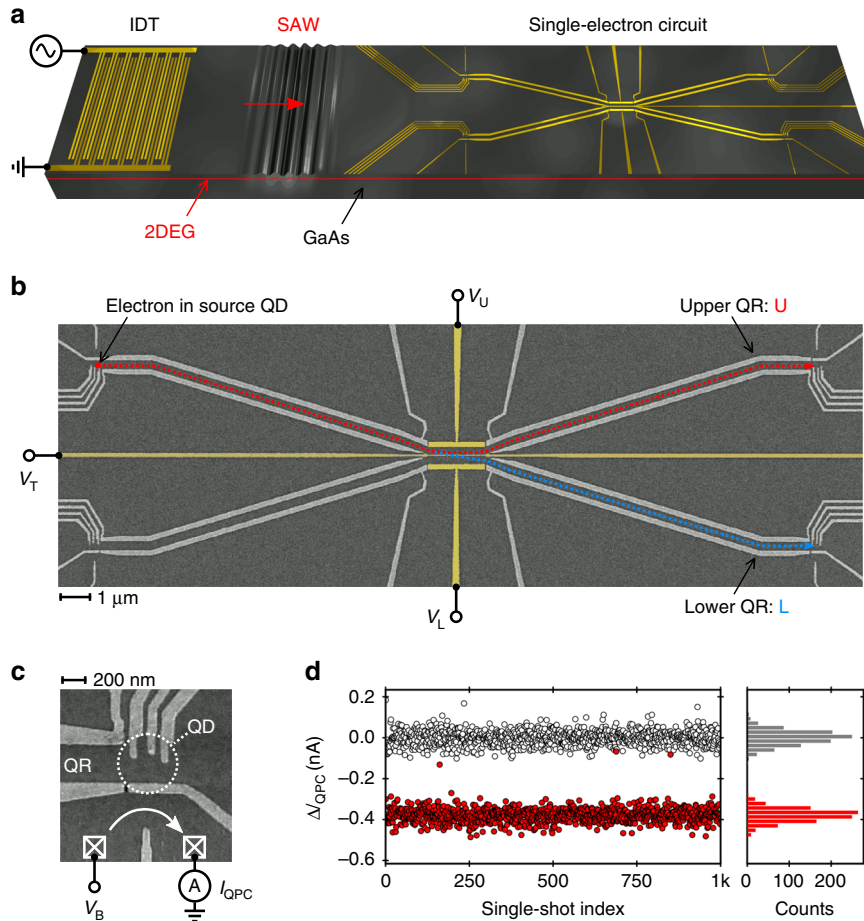 a
IDT
SAW
Single-electron circuit
2DEG
GaAs
b
Electron in source QD
V_U
Upper QR: U
V_T
1 μm
V_L
Lower QR: L
c
200 nm
QD
QR
A
I_QPC
V_B
d
ΔI_QPC (nA)
0.2
0.0
−0.2
−0.4
−0.6
0
250
500
750
1k
Single-shot index
0
100
200
Counts